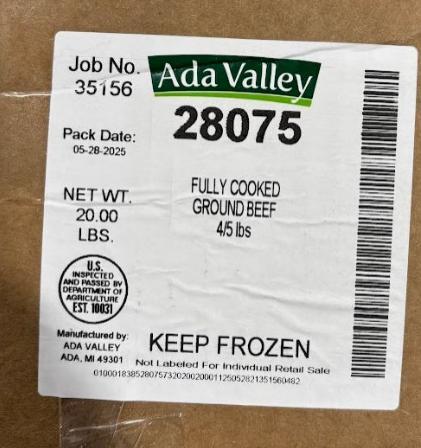 Job No.
35156
Ada Valley
28075
Pack Date:
05-28-2025
FULLY COOKED
GROUND BEEF
4/5 lbs
NET WT.
20.00
LBS.
U.S.
INSPECTED
AND PASSED BY
DEPARTMENT OF
AGRICULTURE
EST. 10031
Manufactured by:
ADA VALLEY
ADA, MI 49301
KEEP FROZEN
Not Labeled For Individual Retail Sale